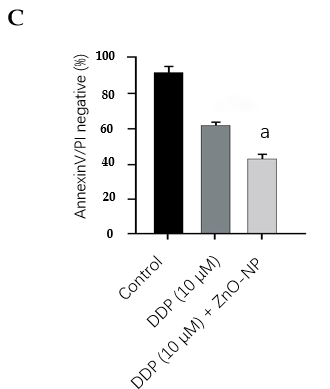 C
AnnexinV/PI negative (%)
100
80
60
40
20
0
a
Control
DDP (10 µM)
DDP (10 µM) + ZnO-NP